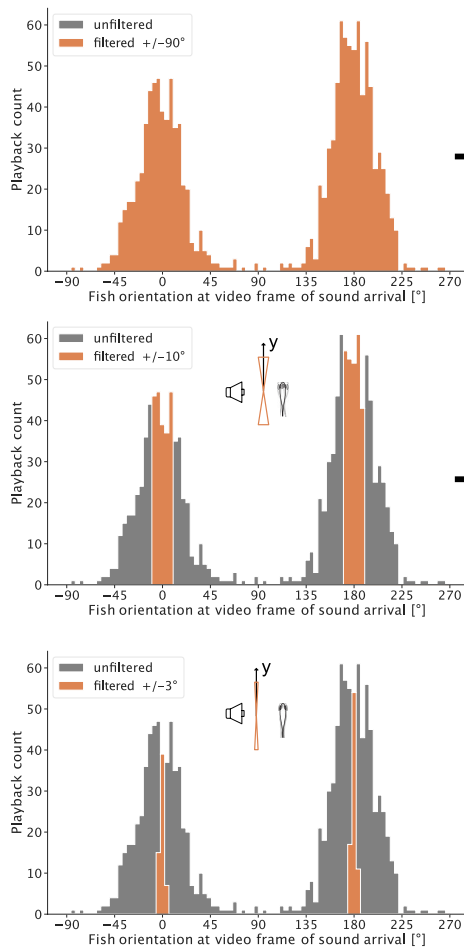 unfiltered
filtered +/−90°
Playback count
60
50
40
30
20
10
0
−90 −45 0 45 90 135 180 225 270
Fish orientation at video frame of sound arrival [°]
unfiltered
filtered +/−10°
y
Playback count
60
50
40
30
20
10
0
−90 −45 0 45 90 135 180 225 270
Fish orientation at video frame of sound arrival [°]
unfiltered
filtered +/−3°
y
Playback count
60
50
40
30
20
10
0
−90 −45 0 45 90 135 180 225 270
Fish orientation at video frame of sound arrival [°]